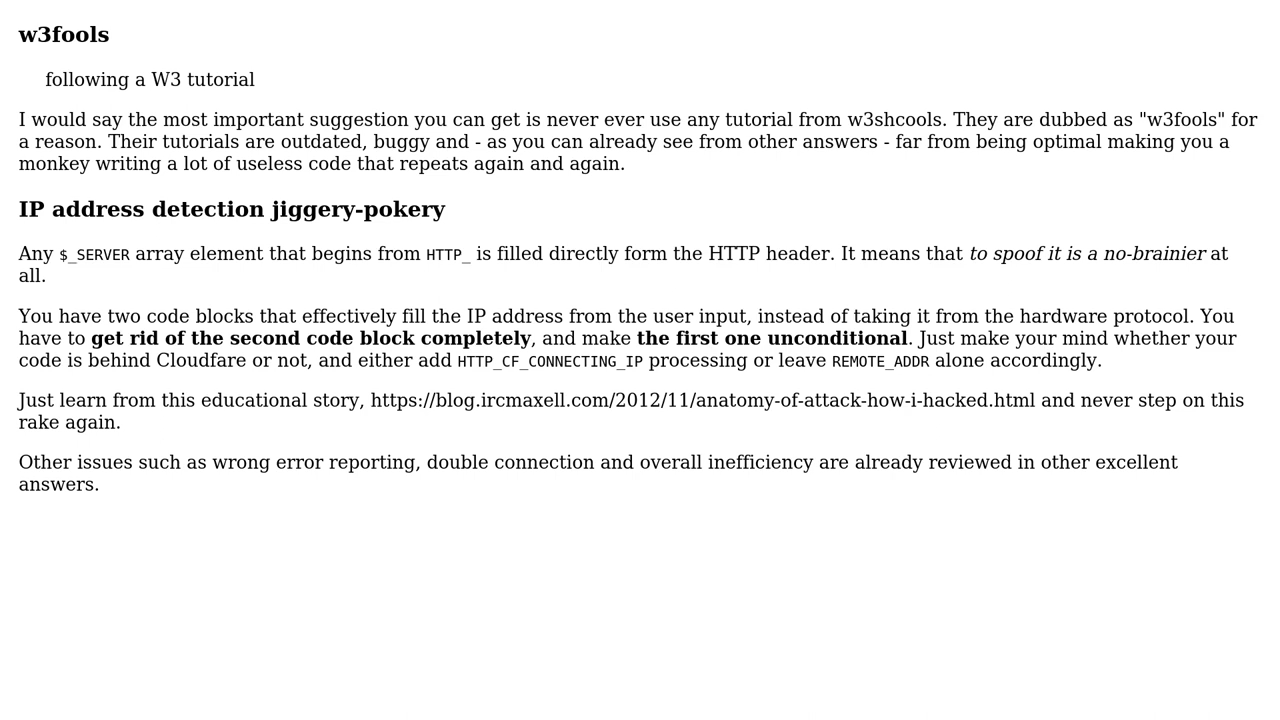 w3fools
following a W3 tutorial
I would say the most important suggestion you can get is never ever use any tutorial from w3shcools. They are dubbed as "w3fools" for
a reason. Their tutorials are outdated, buggy and - as you can already see from other answers - far from being optimal making you a
monkey writing a lot of useless code that repeats again and again.
IP address detection jiggery-pokery
Any $_SERVER array element that begins from HTTP_ is filled directly form the HTTP header. It means that to spoof it is a no-brainier at
all.
You have two code blocks that effectively fill the IP address from the user input, instead of taking it from the hardware protocol. You
have to get rid of the second code block completely, and make the first one unconditional. Just make your mind whether your
code is behind Cloudfare or not, and either add HTTP_CF_CONNECTING_IP processing or leave REMOTE_ADDR alone accordingly.
Just learn from this educational story, https://blog.ircmaxell.com/2012/11/anatomy-of-attack-how-i-hacked.html and never step on this
rake again.
Other issues such as wrong error reporting, double connection and overall inefficiency are already reviewed in other excellent
answers.